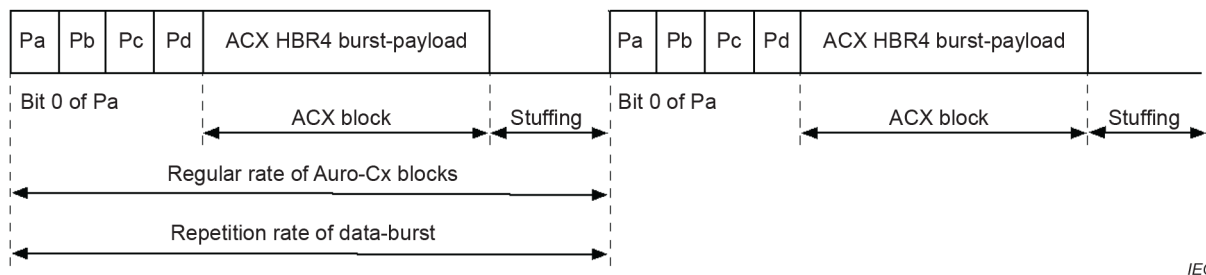 Pa Pb Pc Pd ACX HBR4 burst-payload Pa Pb Pc Pd ACX HBR4 burst-payload
Bit 0 of Pa Bit 0 of Pa
ACX block Stuffing ACX block Stuffing
Regular rate of Auro-Cx blocks
Repetition rate of data-burst